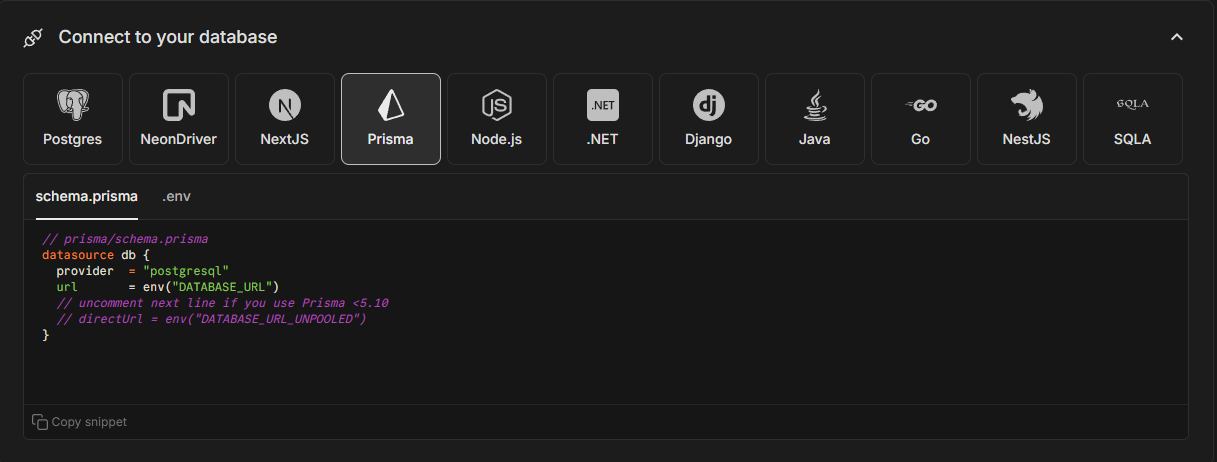 Connect to your database
Postgres
NeonDriver
N
NextJS
Prisma
JS
Node.js
.NET
.NET
dj
Django
Java
GO
Go
NestJS
SQLA
SQLA
schema.prisma .env
// prisma/schema.prisma
datasource db {
  provider  = "postgresql"
  url       = env("DATABASE_URL")
  // uncomment next line if you use Prisma <5.10
  // directUrl = env("DATABASE_URL_UNPOOLED")
}
Copy snippet